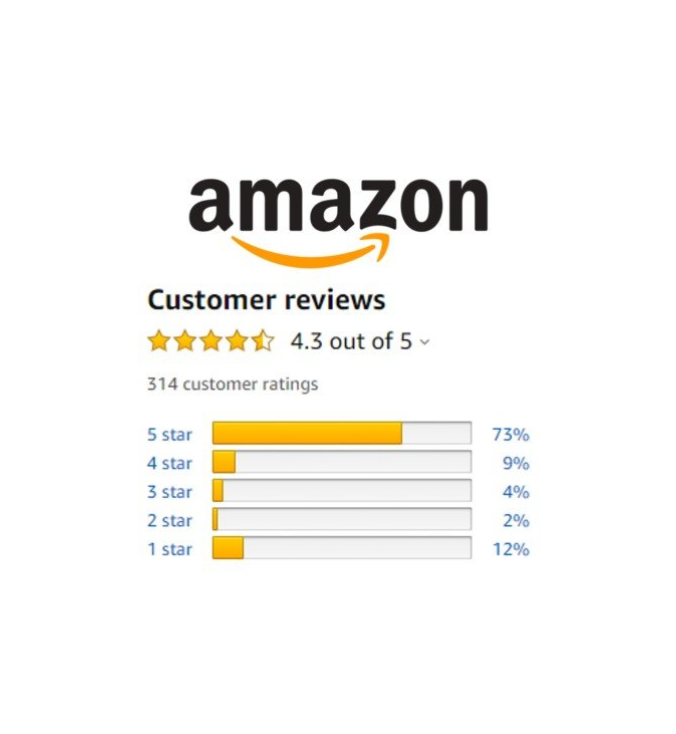 amazon
Customer reviews
4.3 out of 5
314 customer ratings
5 star 73%
4 star 9%
3 star 4%
2 star 2%
1 star 12%